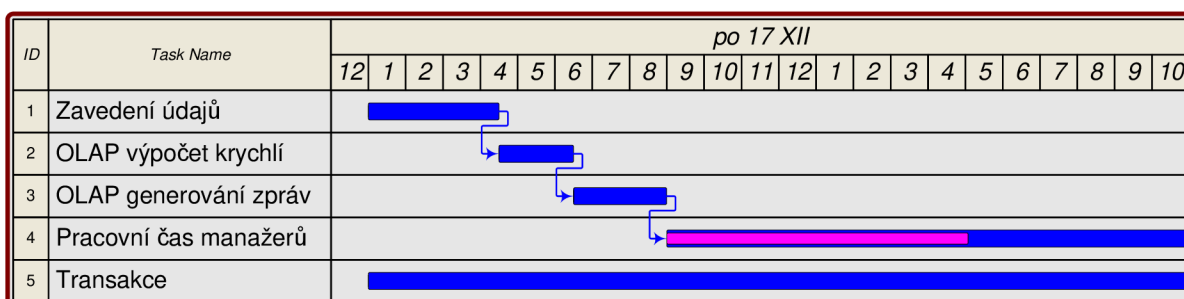 ID Task Name po 17 XII
12 1 2 3 4 5 6 7 8 9 10 11 12 1 2 3 4 5 6 7 8 9 10
1 Zavedení údajů
2 OLAP výpočet krychlí
3 OLAP generování zpráv
4 Pracovní čas manažerů
5 Transakce